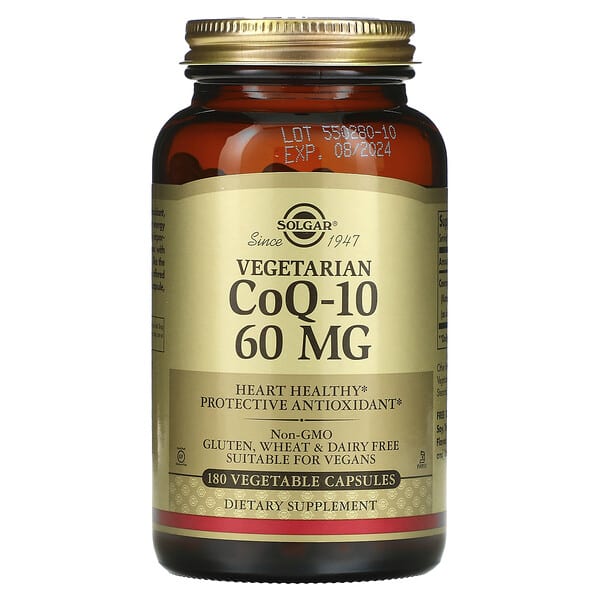 LOT 550280-10
EXP. 08/2024
SOLGAR®
Since 1947
VEGETARIAN
CoQ-10
60 MG
HEART HEALTHY*
PROTECTIVE ANTIOXIDANT*
Non-GMO
GLUTEN, WHEAT & DAIRY FREE
SUITABLE FOR VEGANS
180 VEGETABLE CAPSULES
DIETARY SUPPLEMENT